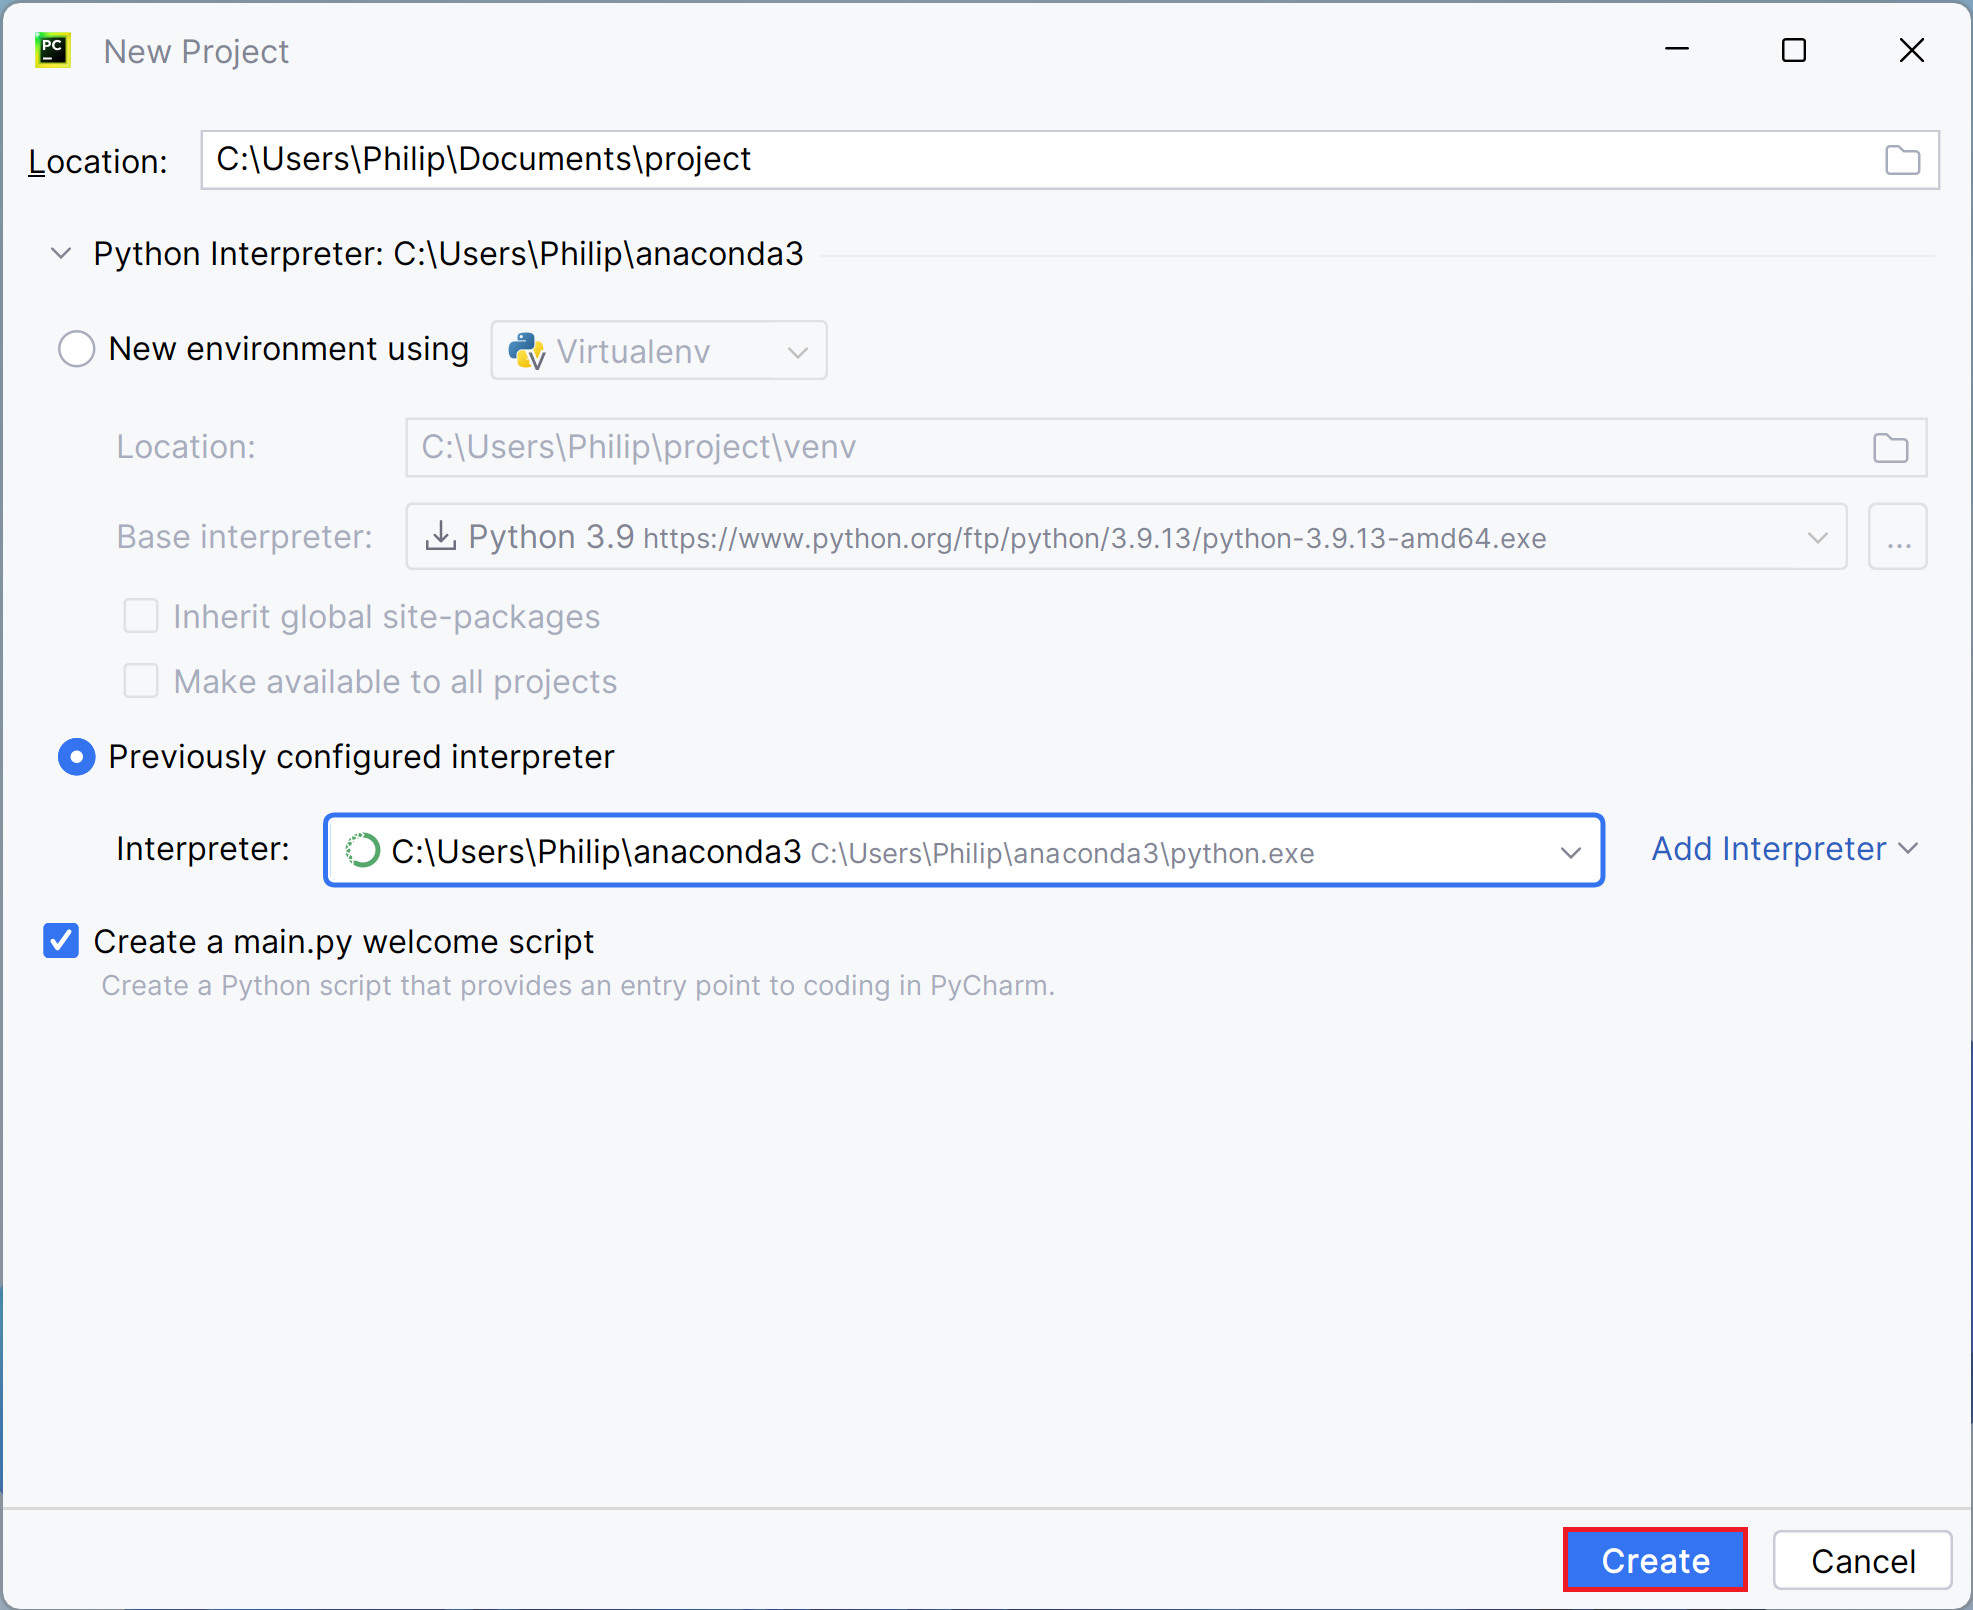 PC New Project
Location: C:\Users\Philip\Documents\project
Python Interpreter: C:\Users\Philip\anaconda3
New environment using Virtualenv
Location: C:\Users\Philip\project\venv
Base interpreter: Python 3.9 https://www.python.org/ftp/python/3.9.13/python-3.9.13-amd64.exe ...
Inherit global site-packages
Make available to all projects
Previously configured interpreter
Interpreter: C:\Users\Philip\anaconda3 C:\Users\Philip\anaconda3\python.exe Add Interpreter
Create a main.py welcome script
Create a Python script that provides an entry point to coding in PyCharm.
Create Cancel